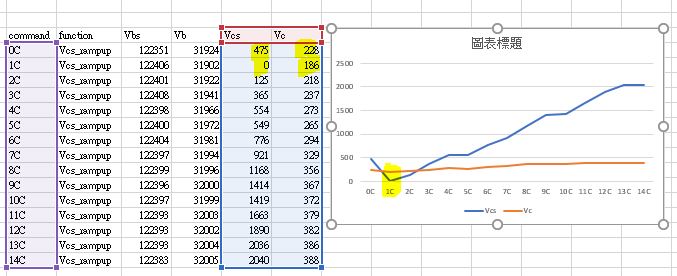 command function Vbs Vb Vcs Vc
0C Vcs_rampup 122351 31924 475 228
1C Vcs_rampup 122406 31902 0 186
2C Vcs_rampup 122401 31922 125 218
3C Vcs_rampup 122408 31941 365 237
4C Vcs_rampup 122398 31966 554 273
5C Vcs_rampup 122400 31972 549 265
6C Vcs_rampup 122404 31981 776 294
7C Vcs_rampup 122397 31994 921 329
8C Vcs_rampup 122399 31996 1168 356
9C Vcs_rampup 122396 32000 1414 367
10C Vcs_rampup 122397 31999 1419 372
11C Vcs_rampup 122393 32003 1663 379
12C Vcs_rampup 122393 32002 1890 382
13C Vcs_rampup 122393 32004 2036 386
14C Vcs_rampup 122383 32005 2040 388
圖表標題
2500
2000
1500
1000
500
0
0C 1C 2C 3C 4C 5C 6C 7C 8C 9C 10C 11C 12C 13C 14C
Vcs Vc